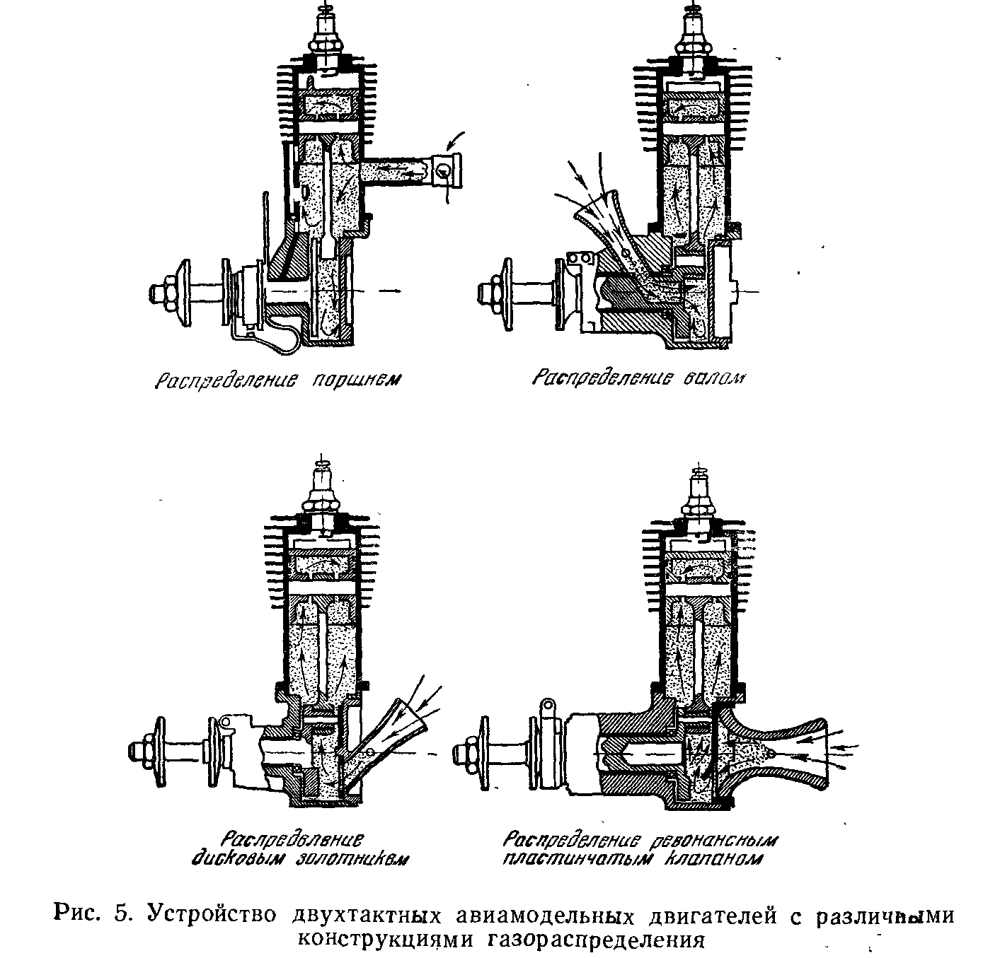 Распределение поршнем
Распределение валом
Распределение
дисковым золотником
Распределение резонансным
пластинчатым клапаном
Рис. 5. Устройство двухтактных авиамодельных двигателей с различными
конструкциями газораспределения